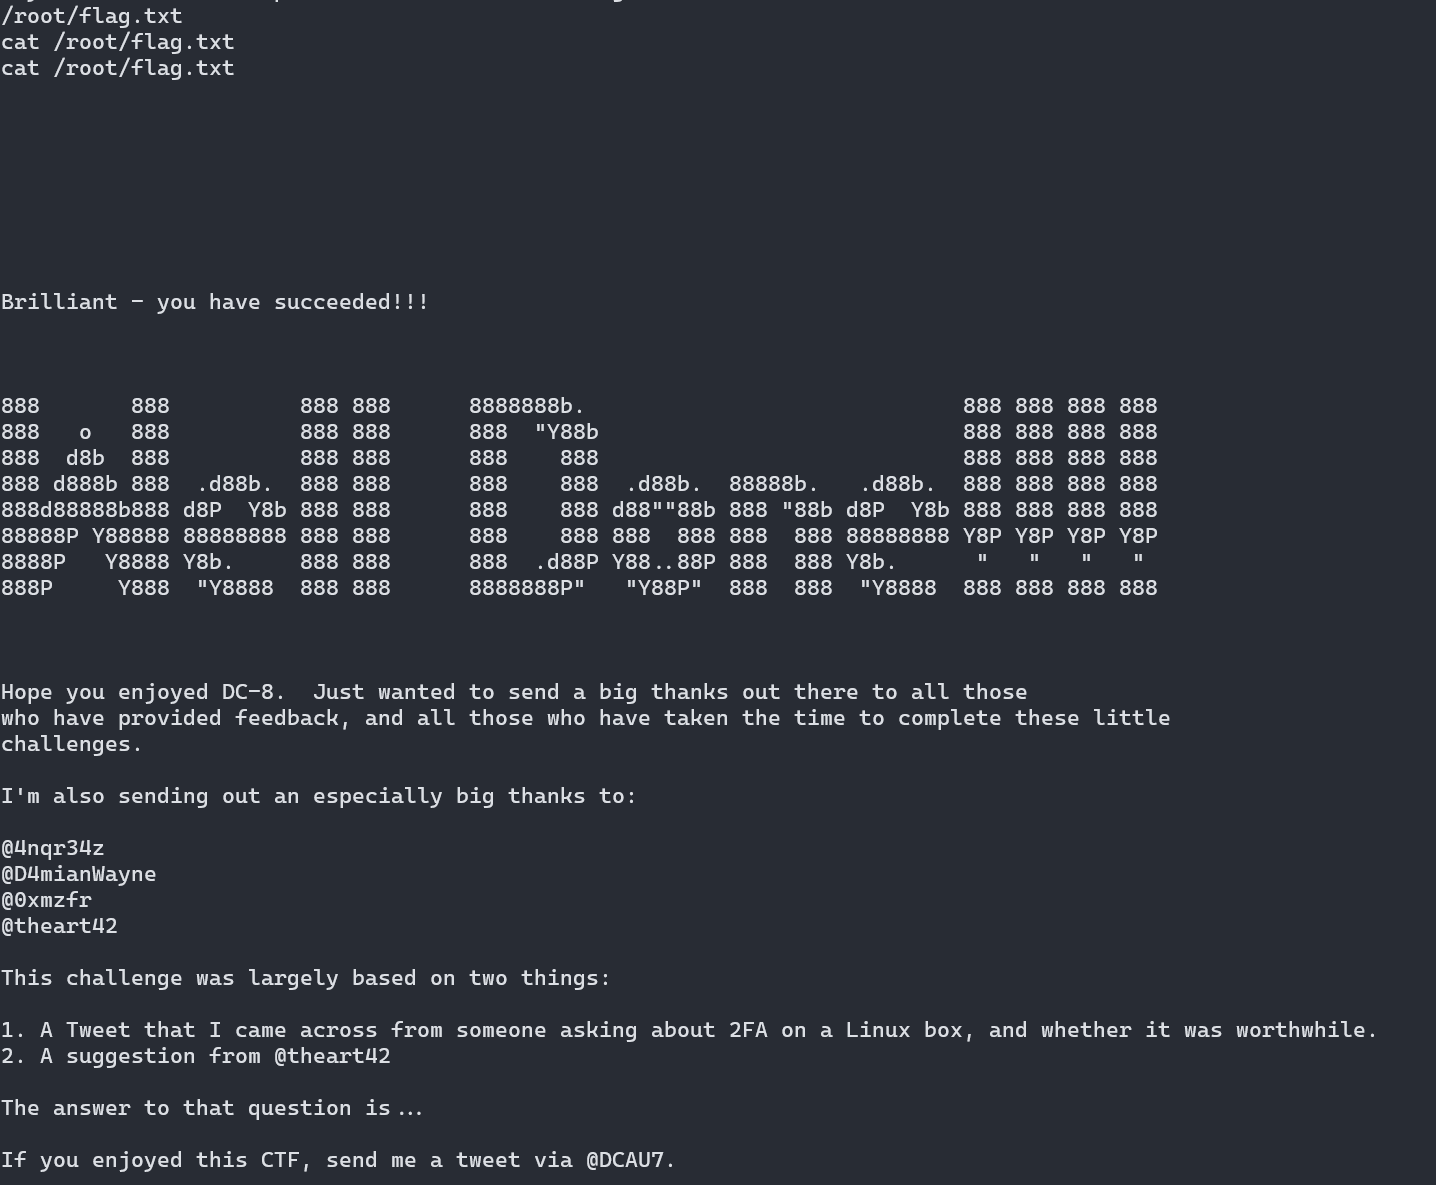 /root/flag.txt
cat /root/flag.txt
cat /root/flag.txt
Brilliant - you have succeeded!!!
888       888         888 888      8888888b.                             888 888 888 888
888   o   888         888 888      888  "Y88b                            888 888 888 888
888  d8b  888         888 888      888    888                            888 888 888 888
888 d888b 888  .d88b.  888 888      888    888  .d88b.  88888b.   .d88b.  888 888 888 888
888d88888b888 d8P  Y8b 888 888      888    888 d88""88b 888 "88b d8P  Y8b 888 888 888 888
88888P Y88888 88888888 888 888      888    888 888  888 888  888 88888888 Y8P Y8P Y8P Y8P
8888P   Y8888 Y8b.     888 888      888  .d88P Y88..88P 888  888 Y8b.      "   "   "   "
888P     Y888  "Y8888  888 888      8888888P"   "Y88P"  888  888  "Y8888  888 888 888 888
Hope you enjoyed DC-8.  Just wanted to send a big thanks out there to all those
who have provided feedback, and all those who have taken the time to complete these little
challenges.
I'm also sending out an especially big thanks to:
@4nqr34z
@D4mianWayne
@0xmzfr
@theart42
This challenge was largely based on two things:
1. A Tweet that I came across from someone asking about 2FA on a Linux box, and whether it was worthwhile.
2. A suggestion from @theart42
The answer to that question is...
If you enjoyed this CTF, send me a tweet via @DCAU7.